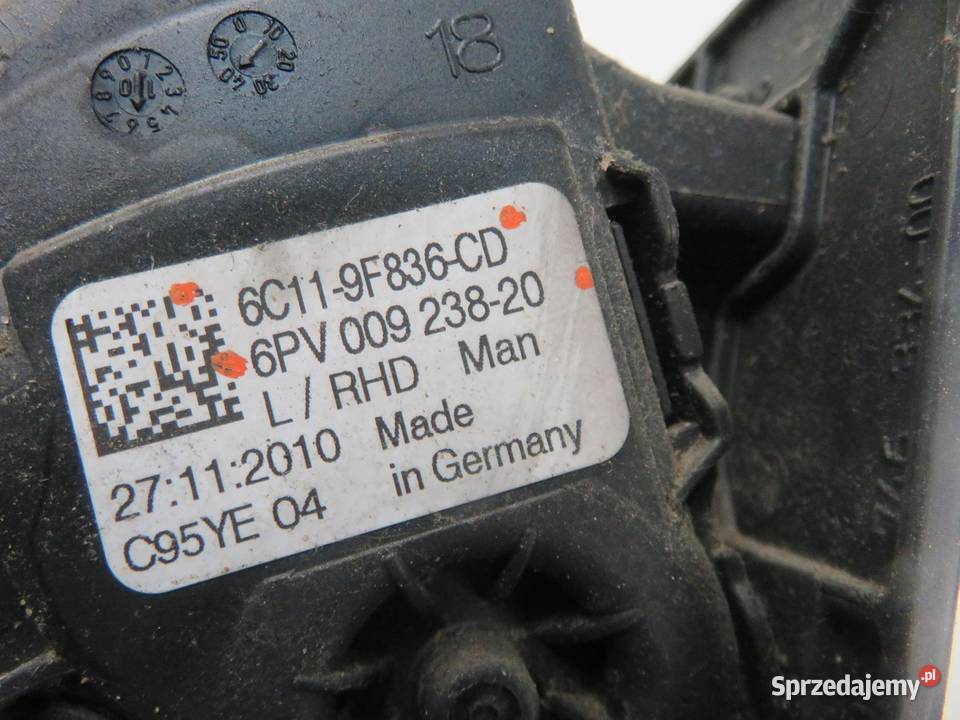 18
6C11-9F836-CD
6PV 009 238-20
L / RHD Man
27:11:2010 Made
in Germany
C95YE 04
Sprzedajemy.pl